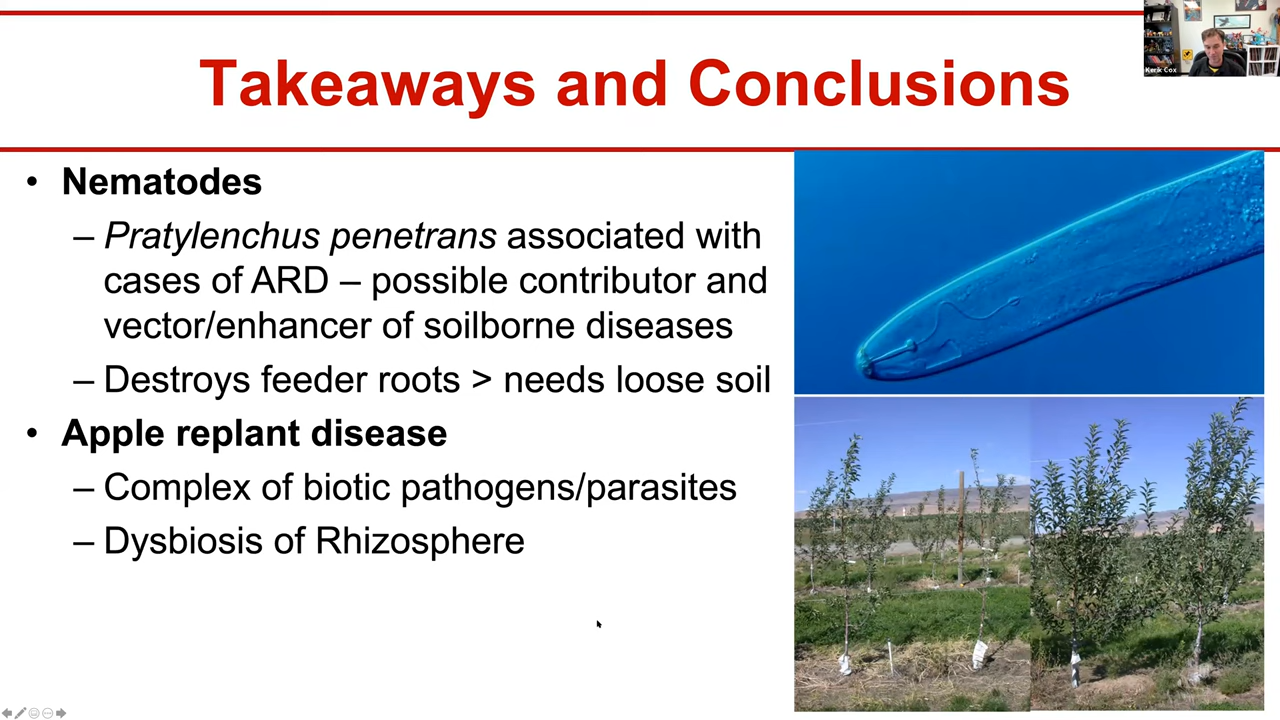 Takeaways and Conclusions
Kerik Cox
• Nematodes
– Pratylenchus penetrans associated with
cases of ARD – possible contributor and
vector/enhancer of soilborne diseases
– Destroys feeder roots > needs loose soil
• Apple replant disease
– Complex of biotic pathogens/parasites
– Dysbiosis of Rhizosphere